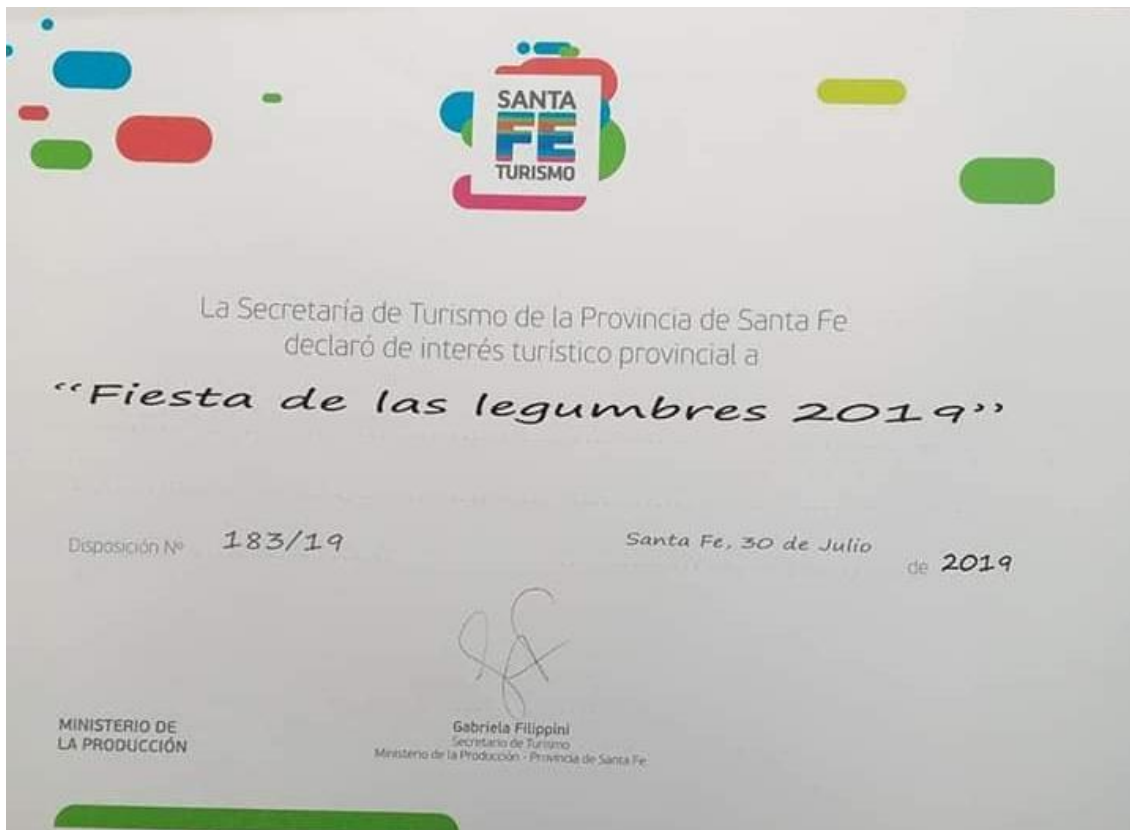 SANTA
FE
TURISMO
La Secretaría de Turismo de la Provincia de Santa Fe
declaró de interés turístico provincial a
“Fiesta de las legumbres 2019”
Disposición Nº 183/19
Santa Fe, 30 de Julio de 2019
Gabriela Filippini
Secretario de Turismo
Ministerio de la Producción - Provincia de Santa Fe
MINISTERIO DE
LA PRODUCCIÓN